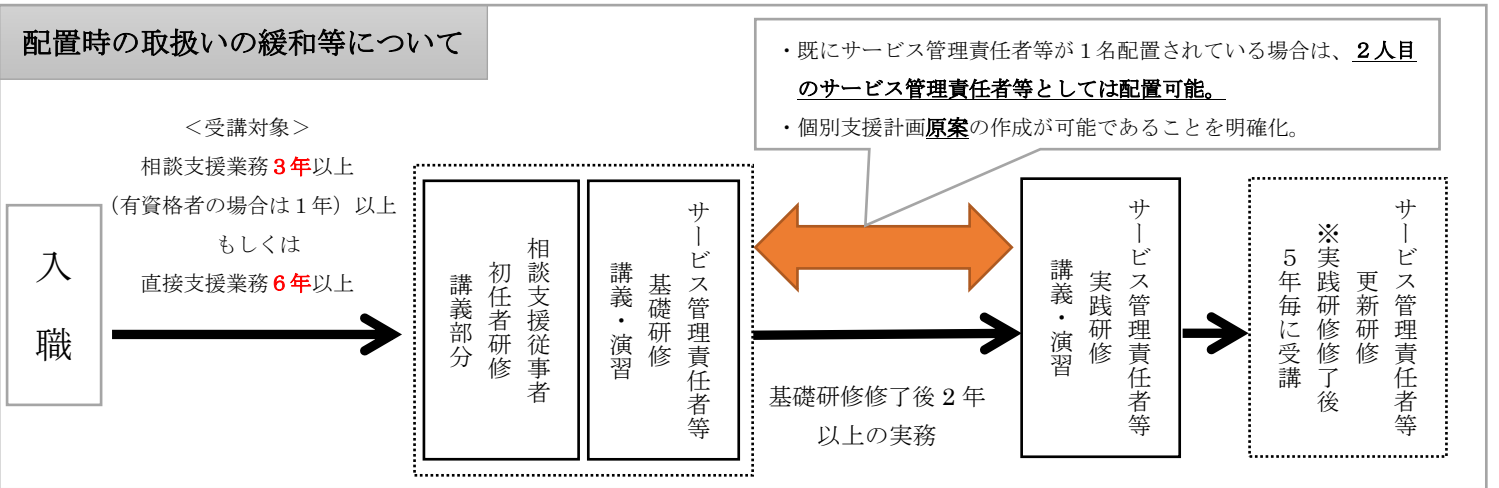 配置時の取扱いの緩和等について
・既にサービス管理責任者等が１名配置されている場合は、２人目
のサービス管理責任者等としては配置可能。
・個別支援計画原案の作成が可能であることを明確化。
＜受講対象＞
相談支援業務３年以上
（有資格者の場合は１年）以上
もしくは
直接支援業務６年以上
入職
相談支援従事者
初任者研修
講義部分
サービス管理責任者等
基礎研修
講義・演習
基礎研修修了後 2 年
以上の実務
サービス管理責任者等
実践研修
講義・演習
サービス管理責任者等
更新研修
※実践研修修了後
５年毎に受講